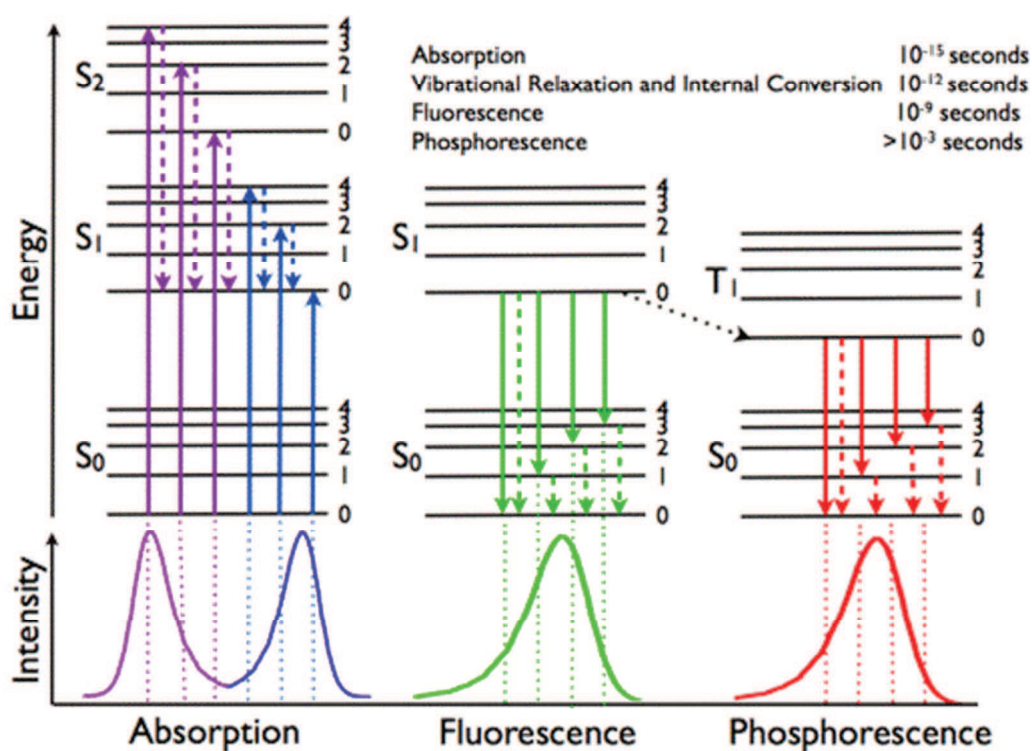 Absorption 10⁻¹⁵ seconds
Vibrational Relaxation and Internal Conversion 10⁻¹² seconds
Fluorescence 10⁻⁹ seconds
Phosphorescence >10⁻³ seconds
Energy
S₂
4
3
2
1
0
S₁
4
3
2
1
0
S₀
4
3
2
1
0
S₁
4
3
2
1
0
S₀
4
3
2
1
0
T₁
4
3
2
1
0
S₀
4
3
2
1
0
Intensity
Absorption Fluorescence Phosphorescence